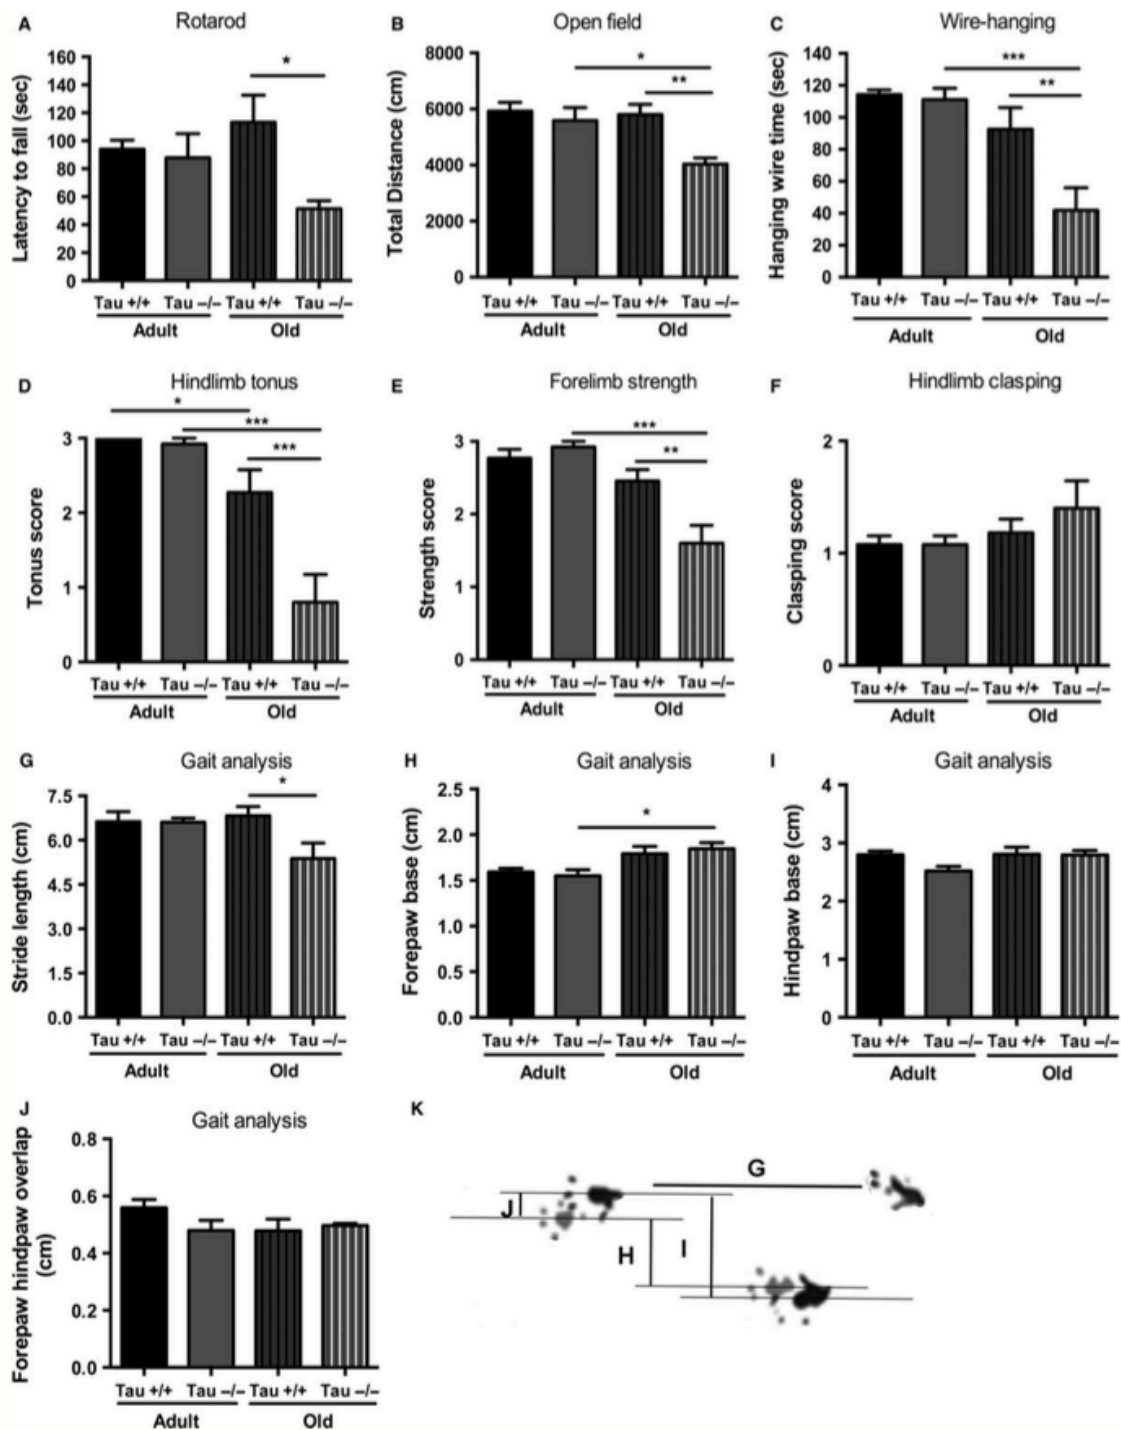 A Rotarod
Latency to fall (sec)
160
140
120
100
80
60
40
20
0
*
Tau +/+ Tau –/– Tau +/+ Tau –/–
Adult Old
B Open field
Total Distance (cm)
8000
6000
4000
2000
0
*
**
Tau +/+ Tau –/– Tau +/+ Tau –/–
Adult Old
C Wire-hanging
Hanging wire time (sec)
140
120
100
80
60
40
20
0
***
**
Tau +/+ Tau –/– Tau +/+ Tau –/–
Adult Old
D Hindlimb tonus
Tonus score
3
2
1
0
*
***
***
Tau +/+ Tau –/– Tau +/+ Tau –/–
Adult Old
E Forelimb strength
Strength score
3
2
1
0
***
**
Tau +/+ Tau –/– Tau +/+ Tau –/–
Adult Old
F Hindlimb clasping
Clasping score
2
1
0
Tau +/+ Tau –/– Tau +/+ Tau –/–
Adult Old
G Gait analysis
Stride length (cm)
7.5
6.0
4.5
3.0
1.5
0.0
*
Tau +/+ Tau –/– Tau +/+ Tau –/–
Adult Old
H Gait analysis
Forepaw base (cm)
2.5
2.0
1.5
1.0
0.5
0.0
*
Tau +/+ Tau –/– Tau +/+ Tau –/–
Adult Old
I Gait analysis
Hindpaw base (cm)
4
3
2
1
0
Tau +/+ Tau –/– Tau +/+ Tau –/–
Adult Old
J Gait analysis
Forepaw hindpaw overlap
(cm)
0.8
0.6
0.4
0.2
0.0
Tau +/+ Tau –/– Tau +/+ Tau –/–
Adult Old
K
G
J
H I